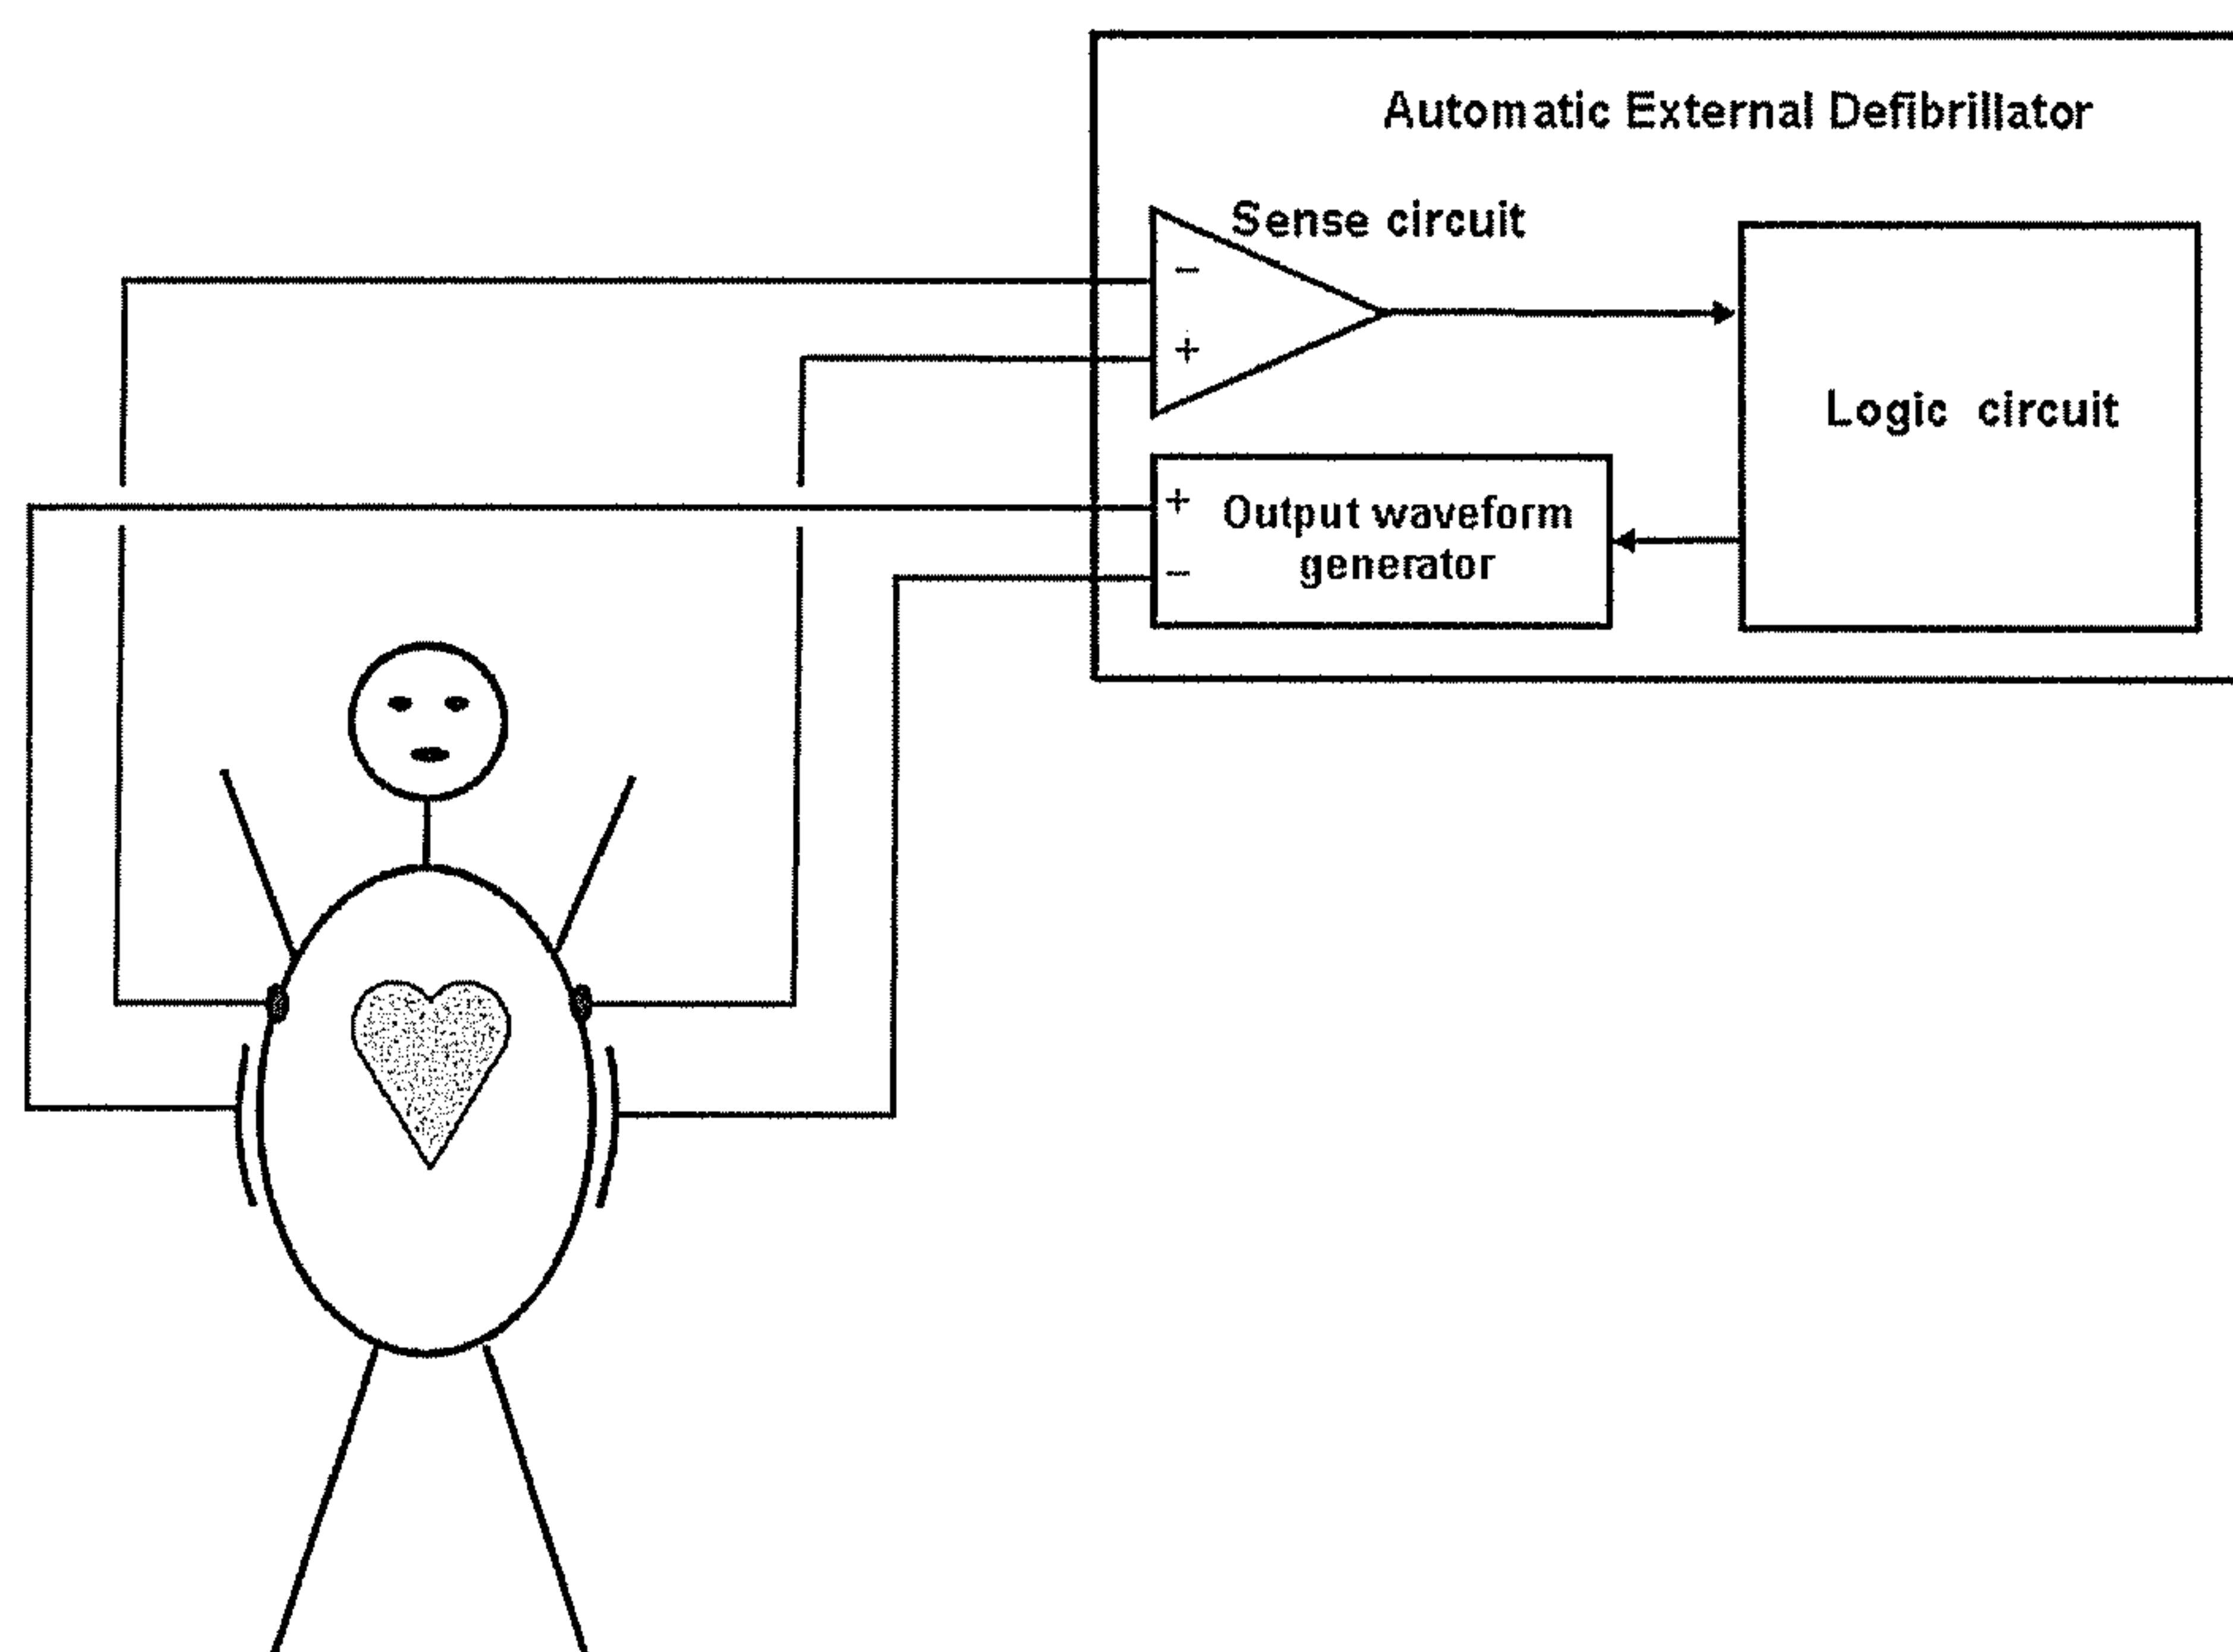 Automatic External Defibrillator
Sense circuit
−
+
Logic circuit
+
Output waveform
generator
−